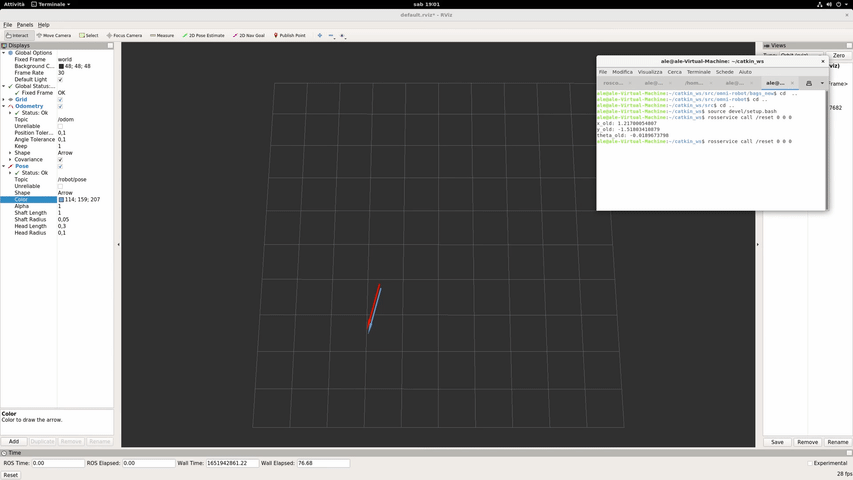 Attività
Terminale
sab 19:01
default.rviz* - RViz
File Panels Help
Interact Move Camera Select Focus Camera Measure 2D Pose Estimate 2D Nav Goal Publish Point
Displays
Global Options
Fixed Frame world
Background C... 48; 48; 48
Frame Rate 30
Default Light
Global Status:...
Fixed Frame OK
Grid
Odometry
Status: Ok
Topic /odom
Unreliable
Position Toler... 0,1
Angle Tolerance 0,1
Keep 1
Shape Arrow
Covariance
Pose
Status: Ok
Topic /robot/pose
Unreliable
Shape Arrow
Color 114; 159; 207
Alpha 1
Shaft Length 1
Shaft Radius 0,05
Head Length 0,3
Head Radius 0,1
Color
Color to draw the arrow.
Add Duplicate Remove Rename
ale@ale-Virtual-Machine: ~/catkin_ws
File Modifica Visualizza Cerca Terminale Schede Aiuto
rosco... ale@... ale@... ale@...
ale@ale-Virtual-Machine:~/catkin_ws/src/omni-robot/bags_new$ cd ..
ale@ale-Virtual-Machine:~/catkin_ws/src/omni-robot$ cd ..
ale@ale-Virtual-Machine:~/catkin_ws/src$ cd ..
ale@ale-Virtual-Machine:~/catkin_ws$ source devel/setup.bash
ale@ale-Virtual-Machine:~/catkin_ws$ rosservice call /reset 0 0 0
x_old: 1.21780054807
y_old: -1.51803410879
theta_old: -0.0189673798
ale@ale-Virtual-Machine:~/catkin_ws$ rosservice call /reset 0 0 0
Views
viz) Zero
Frame>
7682
Save Remove Rename
Time
ROS Time: 0.00 ROS Elapsed: 0.00 Wall Time: 1651942861.22 Wall Elapsed: 76.68 Experimental
Reset 28 fps